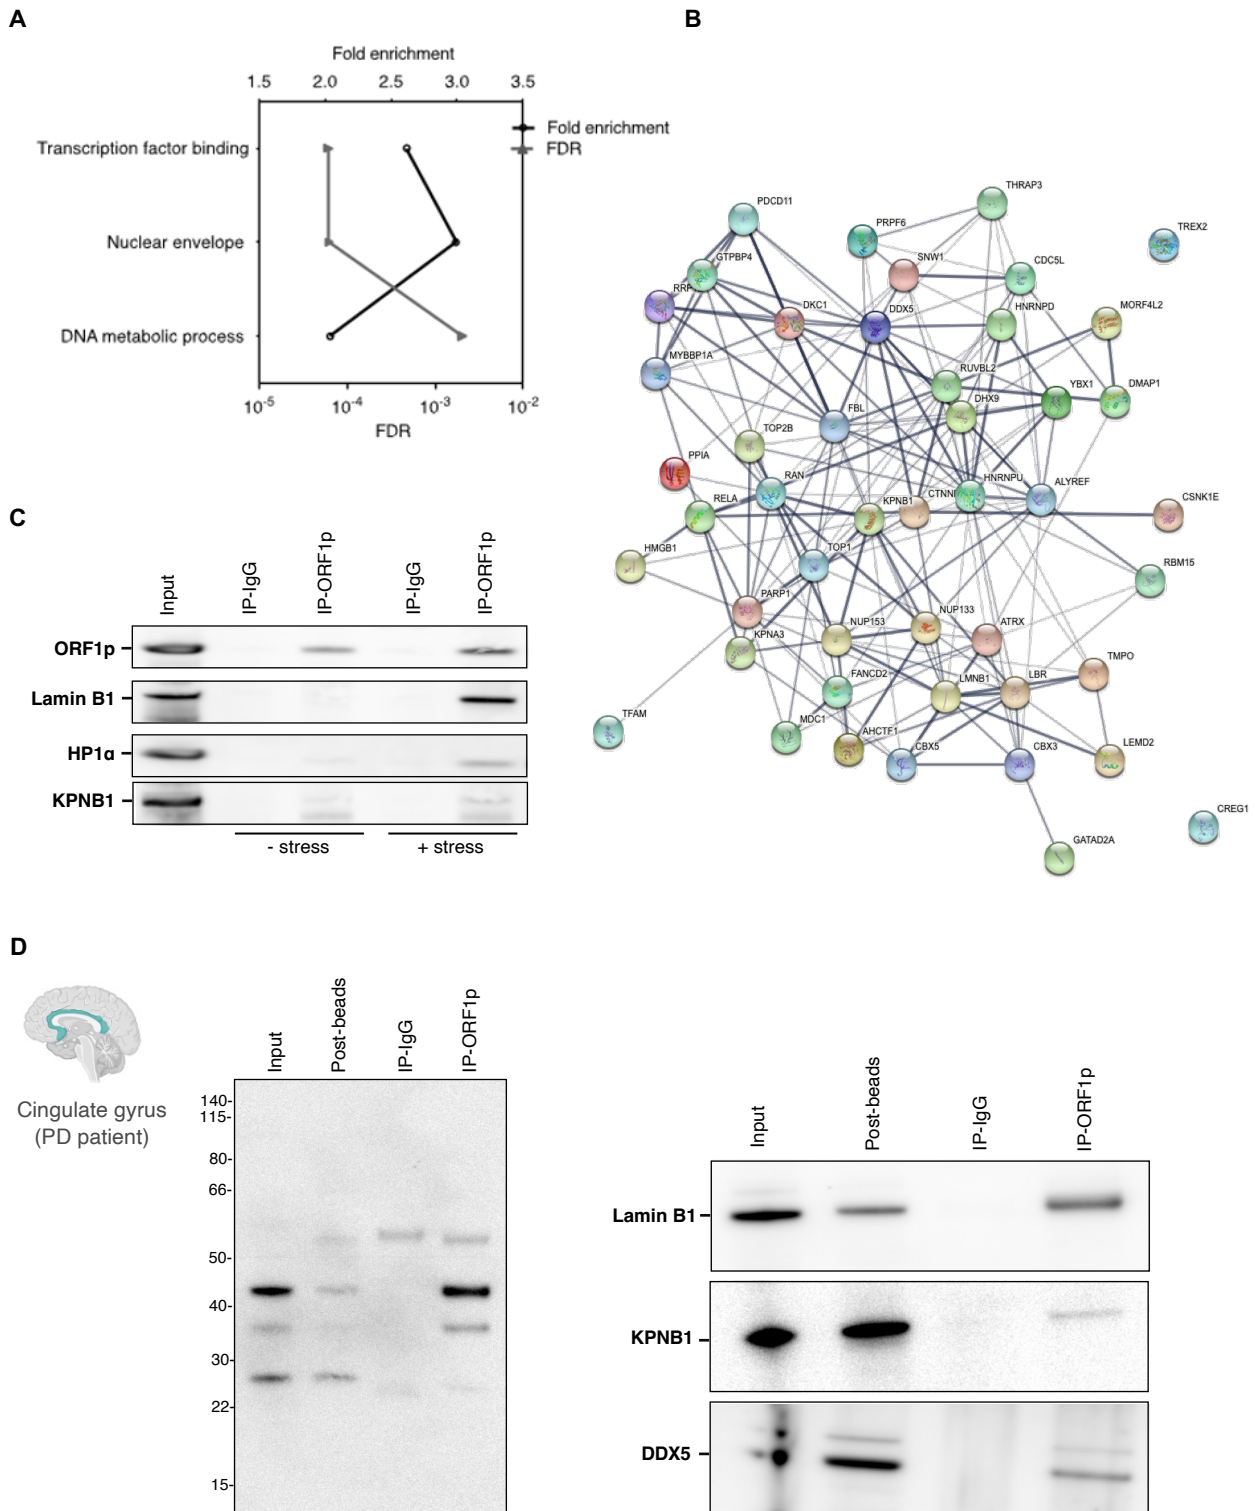 A
Fold enrichment
1.5 2.0 2.5 3.0 3.5
Fold enrichment
FDR
Transcription factor binding
Nuclear envelope
DNA metabolic process
10-5 10-4 10-3 10-2
FDR
B
THRAP3
PDCD11
PRPF6
TREX2
SNW1
GTPBP4
CDC5L
RRP
DKC1
DDX5
HNRNPD
MORF4L2
MYBBP1A
RUVBL2
YBX1
DMAP1
DHX9
FBL
TOP2B
PPIA
RAN
HNRNPU
ALYREF
RELA
KPNB1
CTNN
CSNK1E
HMGB1
TOP1
RBM15
PARP1
NUP133
KPNA3
NUP153
ATRX
TMPO
FANCD2
LMNB1
LBR
TFAM
MDC1
AHCTF1
CBX5
CBX3
LEMD2
CREG1
GATAD2A
C
Input
IP-IgG
IP-ORF1p
IP-IgG
IP-ORF1p
ORF1p
Lamin B1
HP1α
KPNB1
- stress
+ stress
D
Cingulate gyrus
(PD patient)
Input
Post-beads
IP-IgG
IP-ORF1p
140-
115-
80-
66-
50-
40-
30-
22-
15-
Input
Post-beads
IP-IgG
IP-ORF1p
Lamin B1
KPNB1
DDX5